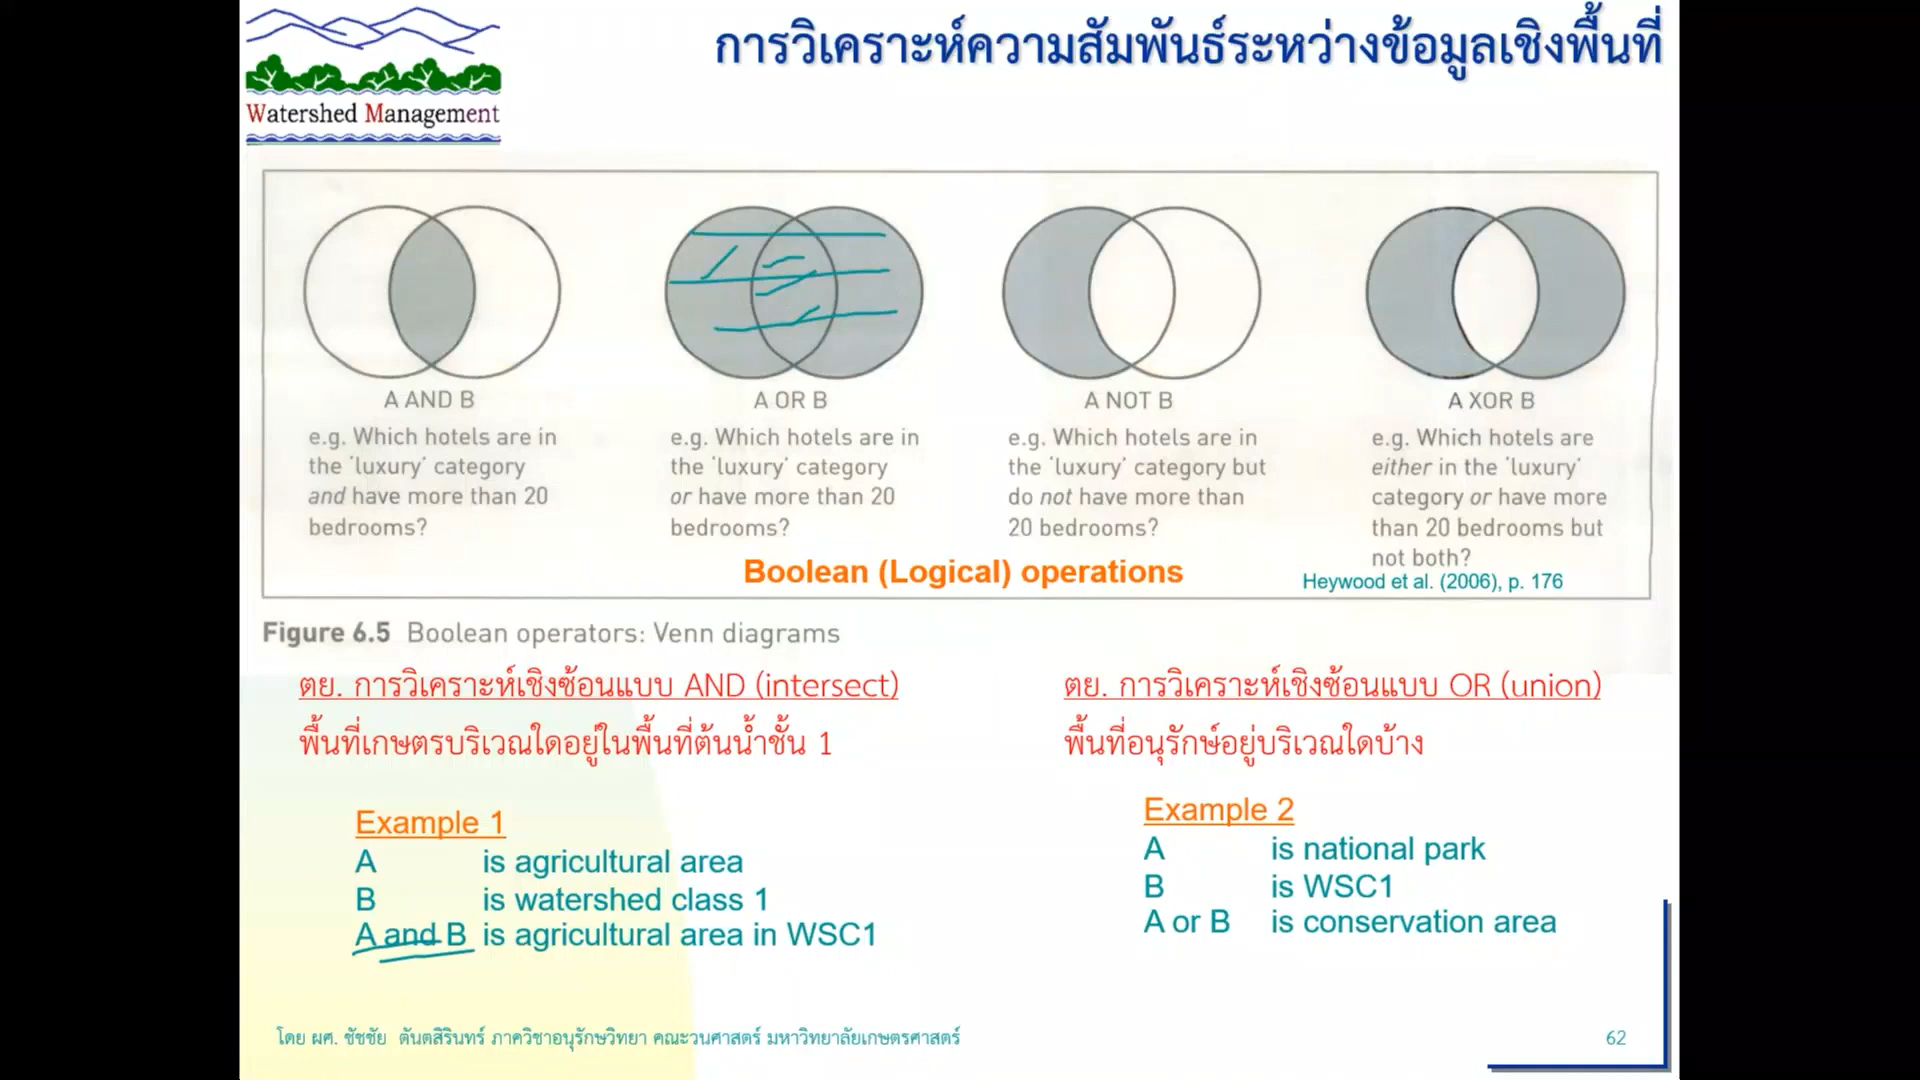 การวิเคราะห์ความสัมพันธ์ระหว่างข้อมูลเชิงพื้นที่
Watershed Management
A AND B
e.g. Which hotels are in
the 'luxury' category
and have more than 20
bedrooms?
A OR B
e.g. Which hotels are in
the 'luxury' category
or have more than 20
bedrooms?
A NOT B
e.g. Which hotels are in
the 'luxury' category but
do not have more than
20 bedrooms?
A XOR B
e.g. Which hotels are
either in the 'luxury'
category or have more
than 20 bedrooms but
not both?
Boolean (Logical) operations
Heywood et al. (2006), p. 176
Figure 6.5 Boolean operators: Venn diagrams
ตย. การวิเคราะห์เชิงซ้อนแบบ AND (intersect)
พื้นที่เกษตรบริเวณใดอยู่ในพื้นที่ต้นน้ำชั้น 1
Example 1
A is agricultural area
B is watershed class 1
A and B is agricultural area in WSC1
ตย. การวิเคราะห์เชิงซ้อนแบบ OR (union)
พื้นที่อนุรักษ์อยู่บริเวณใดบ้าง
Example 2
A is national park
B is WSC1
A or B is conservation area
โดย ผศ. ชัชชัย ตันตสิรินทร์ ภาควิชาอนุรักษวิทยา คณะวนศาสตร์ มหาวิทยาลัยเกษตรศาสตร์
62